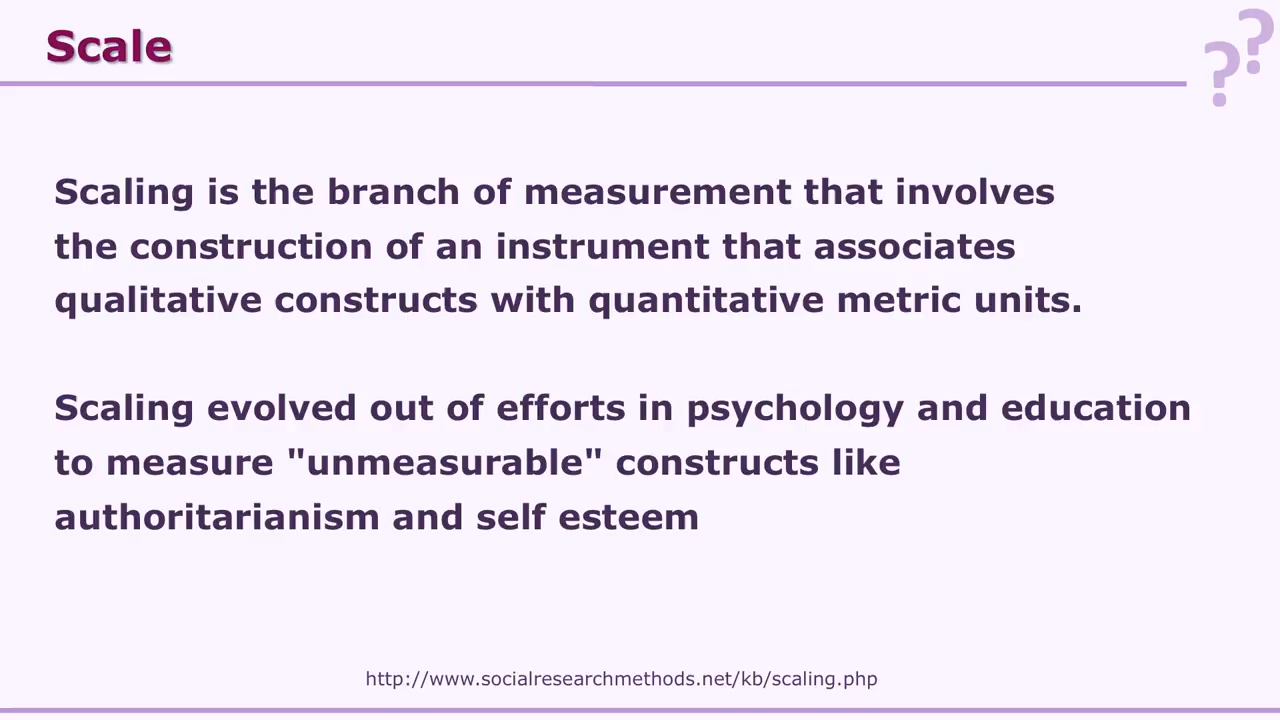 Scale
??
Scaling is the branch of measurement that involves
the construction of an instrument that associates
qualitative constructs with quantitative metric units.
Scaling evolved out of efforts in psychology and education
to measure "unmeasurable" constructs like
authoritarianism and self esteem
http://www.socialresearchmethods.net/kb/scaling.php